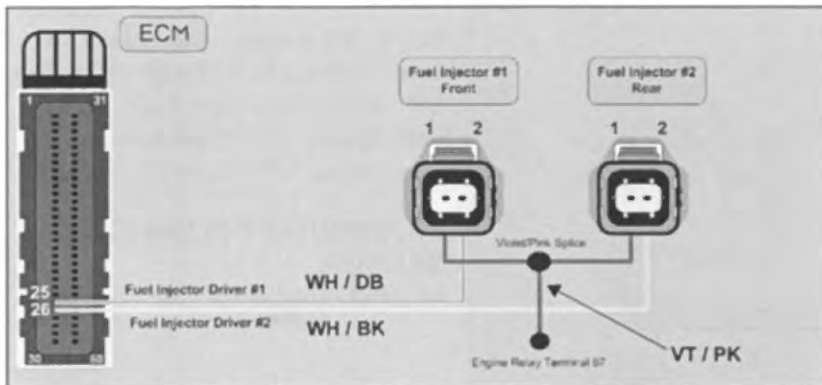 ECM
1 31
Fuel Injector #1
Front
Fuel Injector #2
Rear
1 2
1 2
Violet/Pink Splice
25
26
Fuel Injector Driver #1
WH / DB
Fuel Injector Driver #2
WH / BK
30 60
Engine Relay Terminal 87
VT / PK